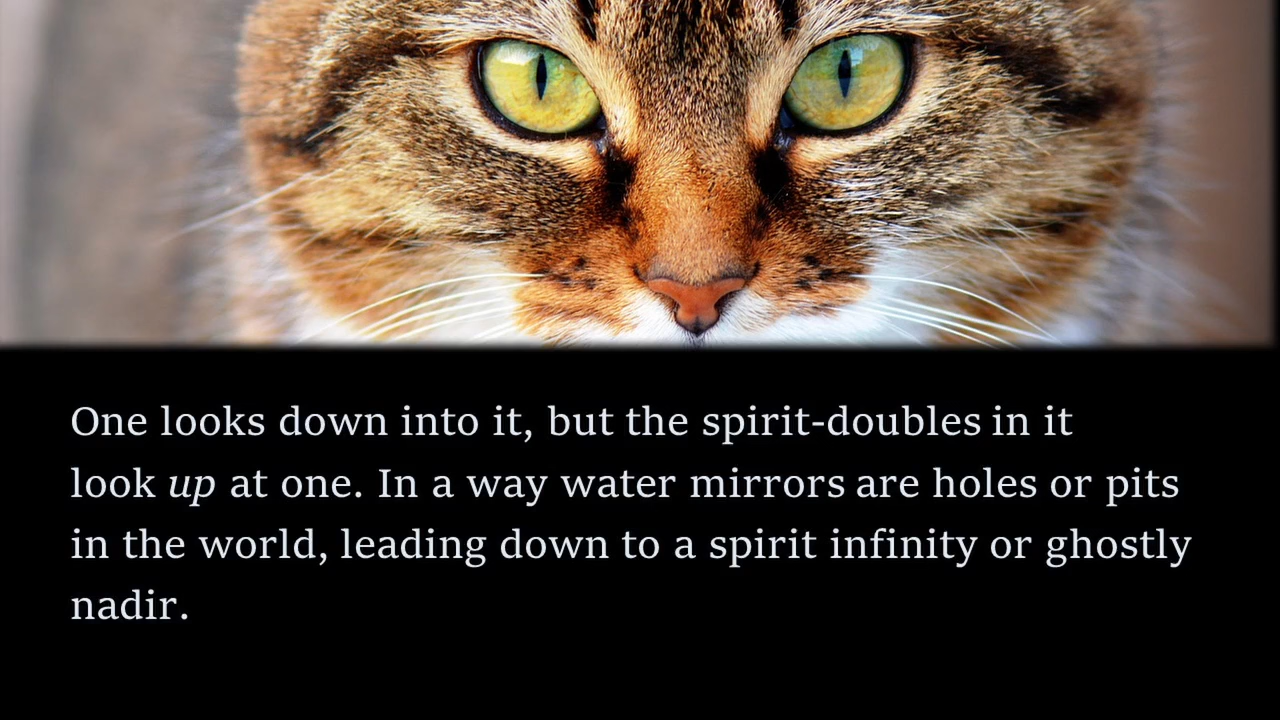 One looks down into it, but the spirit-doubles in it
look up at one. In a way water mirrors are holes or pits
in the world, leading down to a spirit infinity or ghostly
nadir.